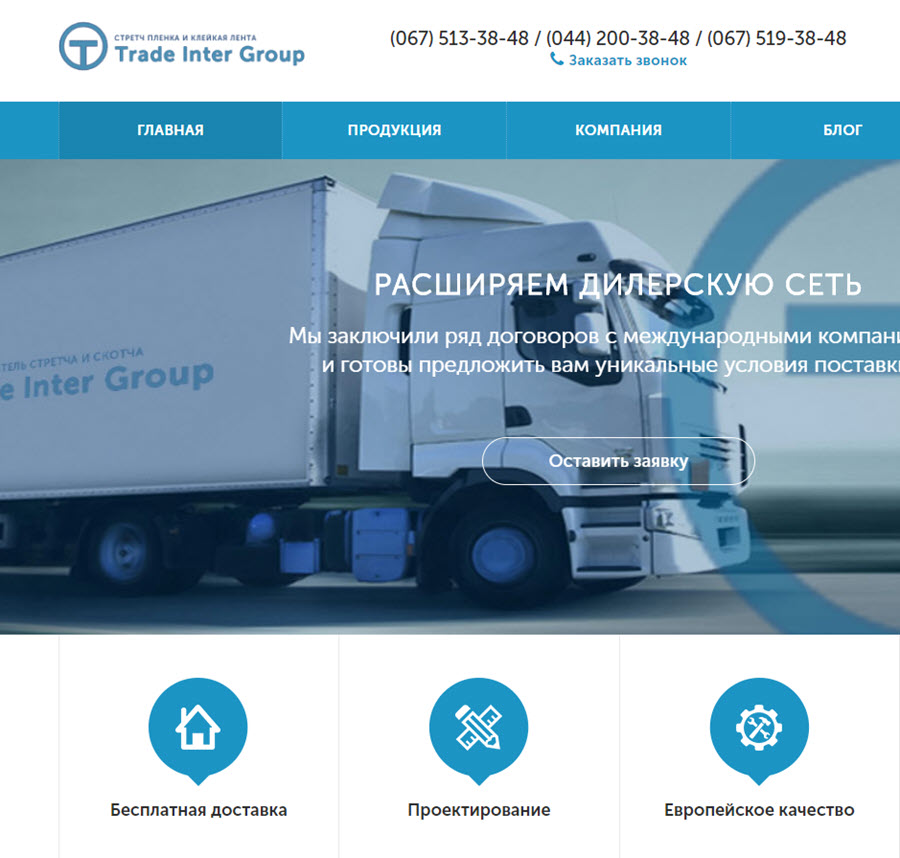 СТРЕТЧ ПЛЕНКА И КЛЕЙКАЯ ЛЕНТА
Trade Inter Group
(067) 513-38-48 / (044) 200-38-48 / (067) 519-38-48
Заказать звонок
ГЛАВНАЯ
ПРОДУКЦИЯ
КОМПАНИЯ
БЛОГ
РАСШИРЯЕМ ДИЛЕРСКУЮ СЕТЬ
Мы заключили ряд договоров с международными компани
и готовы предложить вам уникальные условия поставк
ТЕЛЬ СТРЕТЧА И СКОТЧА
e Inter Group
Оставить заявку
Бесплатная доставка
Проектирование
Европейское качество